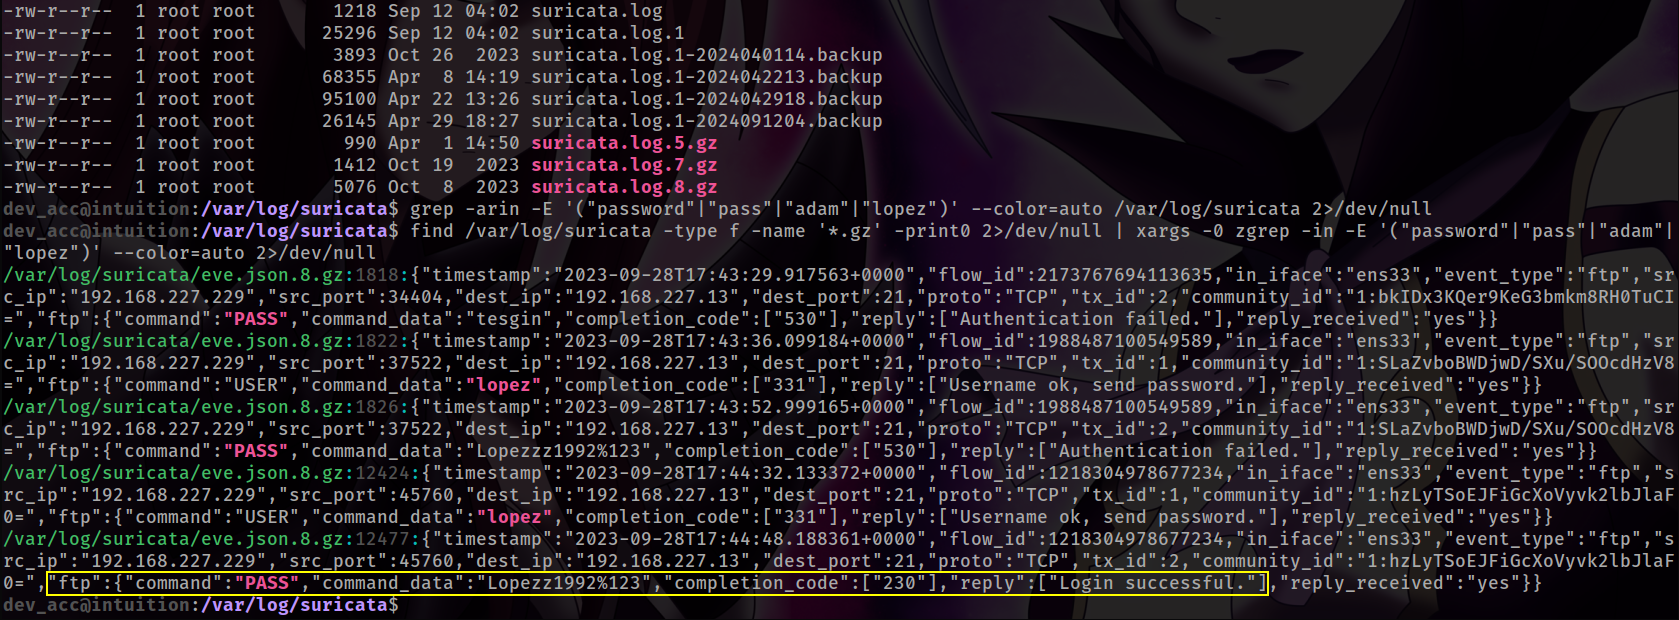 -rw-r--r--  1 root root       1218 Sep 12 04:02 suricata.log
-rw-r--r--  1 root root      25296 Sep 12 04:02 suricata.log.1
-rw-r--r--  1 root root       3893 Oct 26  2023 suricata.log.1-2024040114.backup
-rw-r--r--  1 root root      68355 Apr  8 14:19 suricata.log.1-2024042213.backup
-rw-r--r--  1 root root      95100 Apr 22 13:26 suricata.log.1-2024042918.backup
-rw-r--r--  1 root root      26145 Apr 29 18:27 suricata.log.1-2024091204.backup
-rw-r--r--  1 root root        990 Apr  1 14:50 suricata.log.5.gz
-rw-r--r--  1 root root       1412 Oct 19  2023 suricata.log.7.gz
-rw-r--r--  1 root root       5076 Oct  8  2023 suricata.log.8.gz
dev_acc@intuition:/var/log/suricata$ grep -arin -E '("password"|"pass"|"adam"|"lopez")' --color=auto /var/log/suricata 2>/dev/null
dev_acc@intuition:/var/log/suricata$ find /var/log/suricata -type f -name '*.gz' -print0 2>/dev/null | xargs -0 zgrep -in -E '("password"|"pass"|"adam"|
"lopez")' --color=auto 2>/dev/null
/var/log/suricata/eve.json.8.gz:1818:{"timestamp":"2023-09-28T17:43:29.917563+0000","flow_id":2173767694113635,"in_iface":"ens33","event_type":"ftp","sr
c_ip":"192.168.227.229","src_port":34404,"dest_ip":"192.168.227.13","dest_port":21,"proto":"TCP","tx_id":2,"community_id":"1:bkIDx3KQer9KeG3bmkm8RH0TuCI
=","ftp":{"command":"PASS","command_data":"tesgin","completion_code":["530"],"reply":["Authentication failed."],"reply_received":"yes"}}
/var/log/suricata/eve.json.8.gz:1822:{"timestamp":"2023-09-28T17:43:36.099184+0000","flow_id":1988487100549589,"in_iface":"ens33","event_type":"ftp","sr
c_ip":"192.168.227.229","src_port":37522,"dest_ip":"192.168.227.13","dest_port":21,"proto":"TCP","tx_id":1,"community_id":"1:SLaZvboBWDjwD/SXu/SOOcdHzV8
=","ftp":{"command":"USER","command_data":"lopez","completion_code":["331"],"reply":["Username ok, send password."],"reply_received":"yes"}}
/var/log/suricata/eve.json.8.gz:1826:{"timestamp":"2023-09-28T17:43:52.999165+0000","flow_id":1988487100549589,"in_iface":"ens33","event_type":"ftp","sr
c_ip":"192.168.227.229","src_port":37522,"dest_ip":"192.168.227.13","dest_port":21,"proto":"TCP","tx_id":2,"community_id":"1:SLaZvboBWDjwD/SXu/SOOcdHzV8
=","ftp":{"command":"PASS","command_data":"Lopezzz1992%123","completion_code":["530"],"reply":["Authentication failed."],"reply_received":"yes"}}
/var/log/suricata/eve.json.8.gz:12424:{"timestamp":"2023-09-28T17:44:32.133372+0000","flow_id":1218304978677234,"in_iface":"ens33","event_type":"ftp","s
rc_ip":"192.168.227.229","src_port":45760,"dest_ip":"192.168.227.13","dest_port":21,"proto":"TCP","tx_id":1,"community_id":"1:hzLyTSoEJFiGcXoVyvk2lbJlaF
0=","ftp":{"command":"USER","command_data":"lopez","completion_code":["331"],"reply":["Username ok, send password."],"reply_received":"yes"}}
/var/log/suricata/eve.json.8.gz:12477:{"timestamp":"2023-09-28T17:44:48.188361+0000","flow_id":1218304978677234,"in_iface":"ens33","event_type":"ftp","s
rc_ip":"192.168.227.229","src_port":45760,"dest_ip":"192.168.227.13","dest_port":21,"proto":"TCP","tx_id":2,"community_id":"1:hzLyTSoEJFiGcXoVyvk2lbJlaF
0=","ftp":{"command":"PASS","command_data":"Lopezz1992%123","completion_code":["230"],"reply":["Login successful."],"reply_received":"yes"}}
dev_acc@intuition:/var/log/suricata$